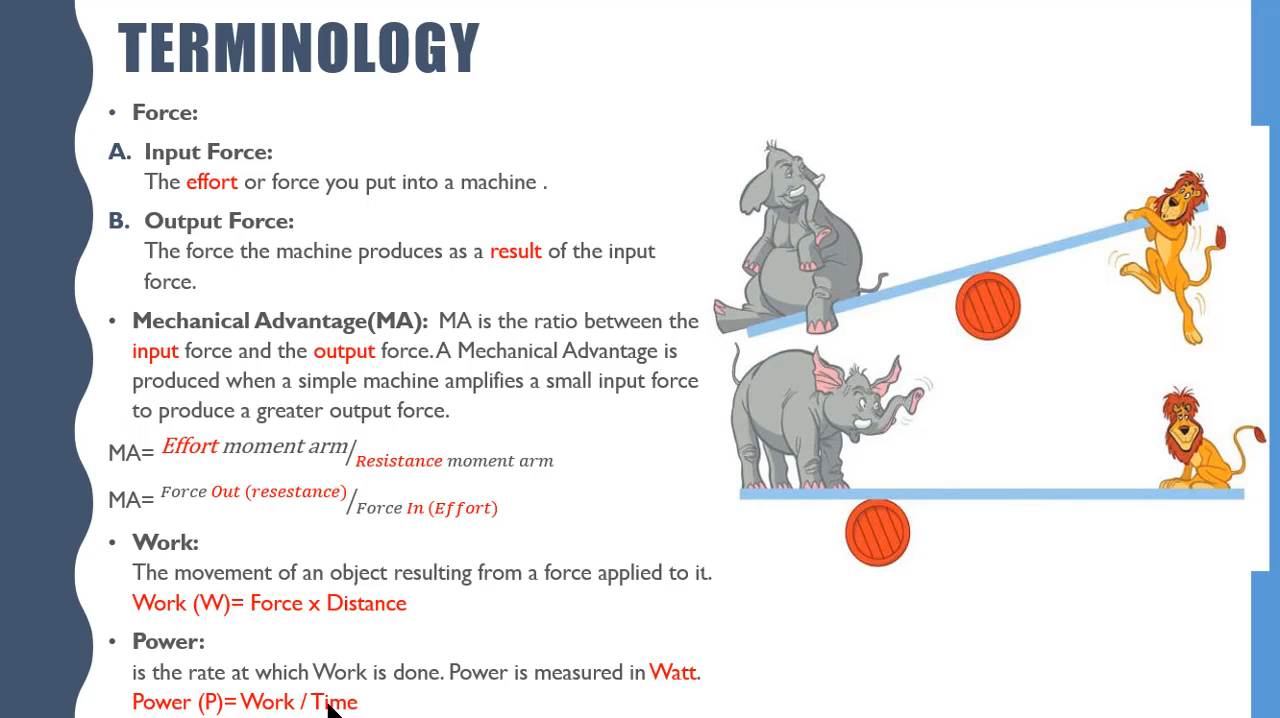 TERMINOLOGY
• Force:
A. Input Force:
The effort or force you put into a machine .
B. Output Force:
The force the machine produces as a result of the input
force.
• Mechanical Advantage(MA): MA is the ratio between the
input force and the output force. A Mechanical Advantage is
produced when a simple machine amplifies a small input force
to produce a greater output force.
MA= Effort moment arm/Resistance moment arm
MA= Force Out (resestance)/Force In (Effort)
• Work:
The movement of an object resulting from a force applied to it.
Work (W)= Force x Distance
• Power:
is the rate at which Work is done. Power is measured in Watt.
Power (P)= Work / Time